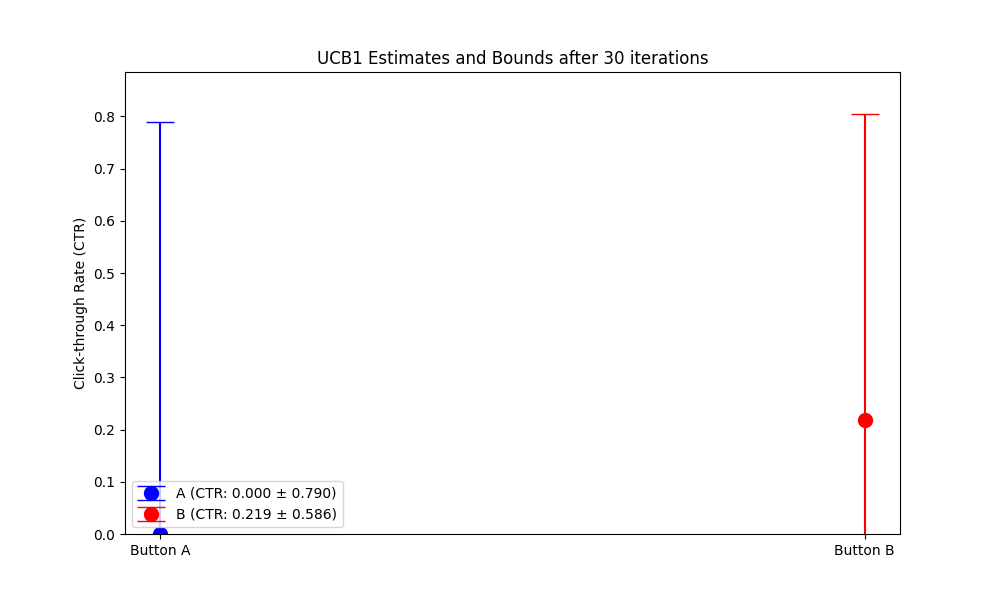 UCB1 Estimates and Bounds after 30 iterations
Click-through Rate (CTR)
0.8
0.7
0.6
0.5
0.4
0.3
0.2
0.1
0.0
A (CTR: 0.000 ± 0.790)
B (CTR: 0.219 ± 0.586)
Button A
Button B